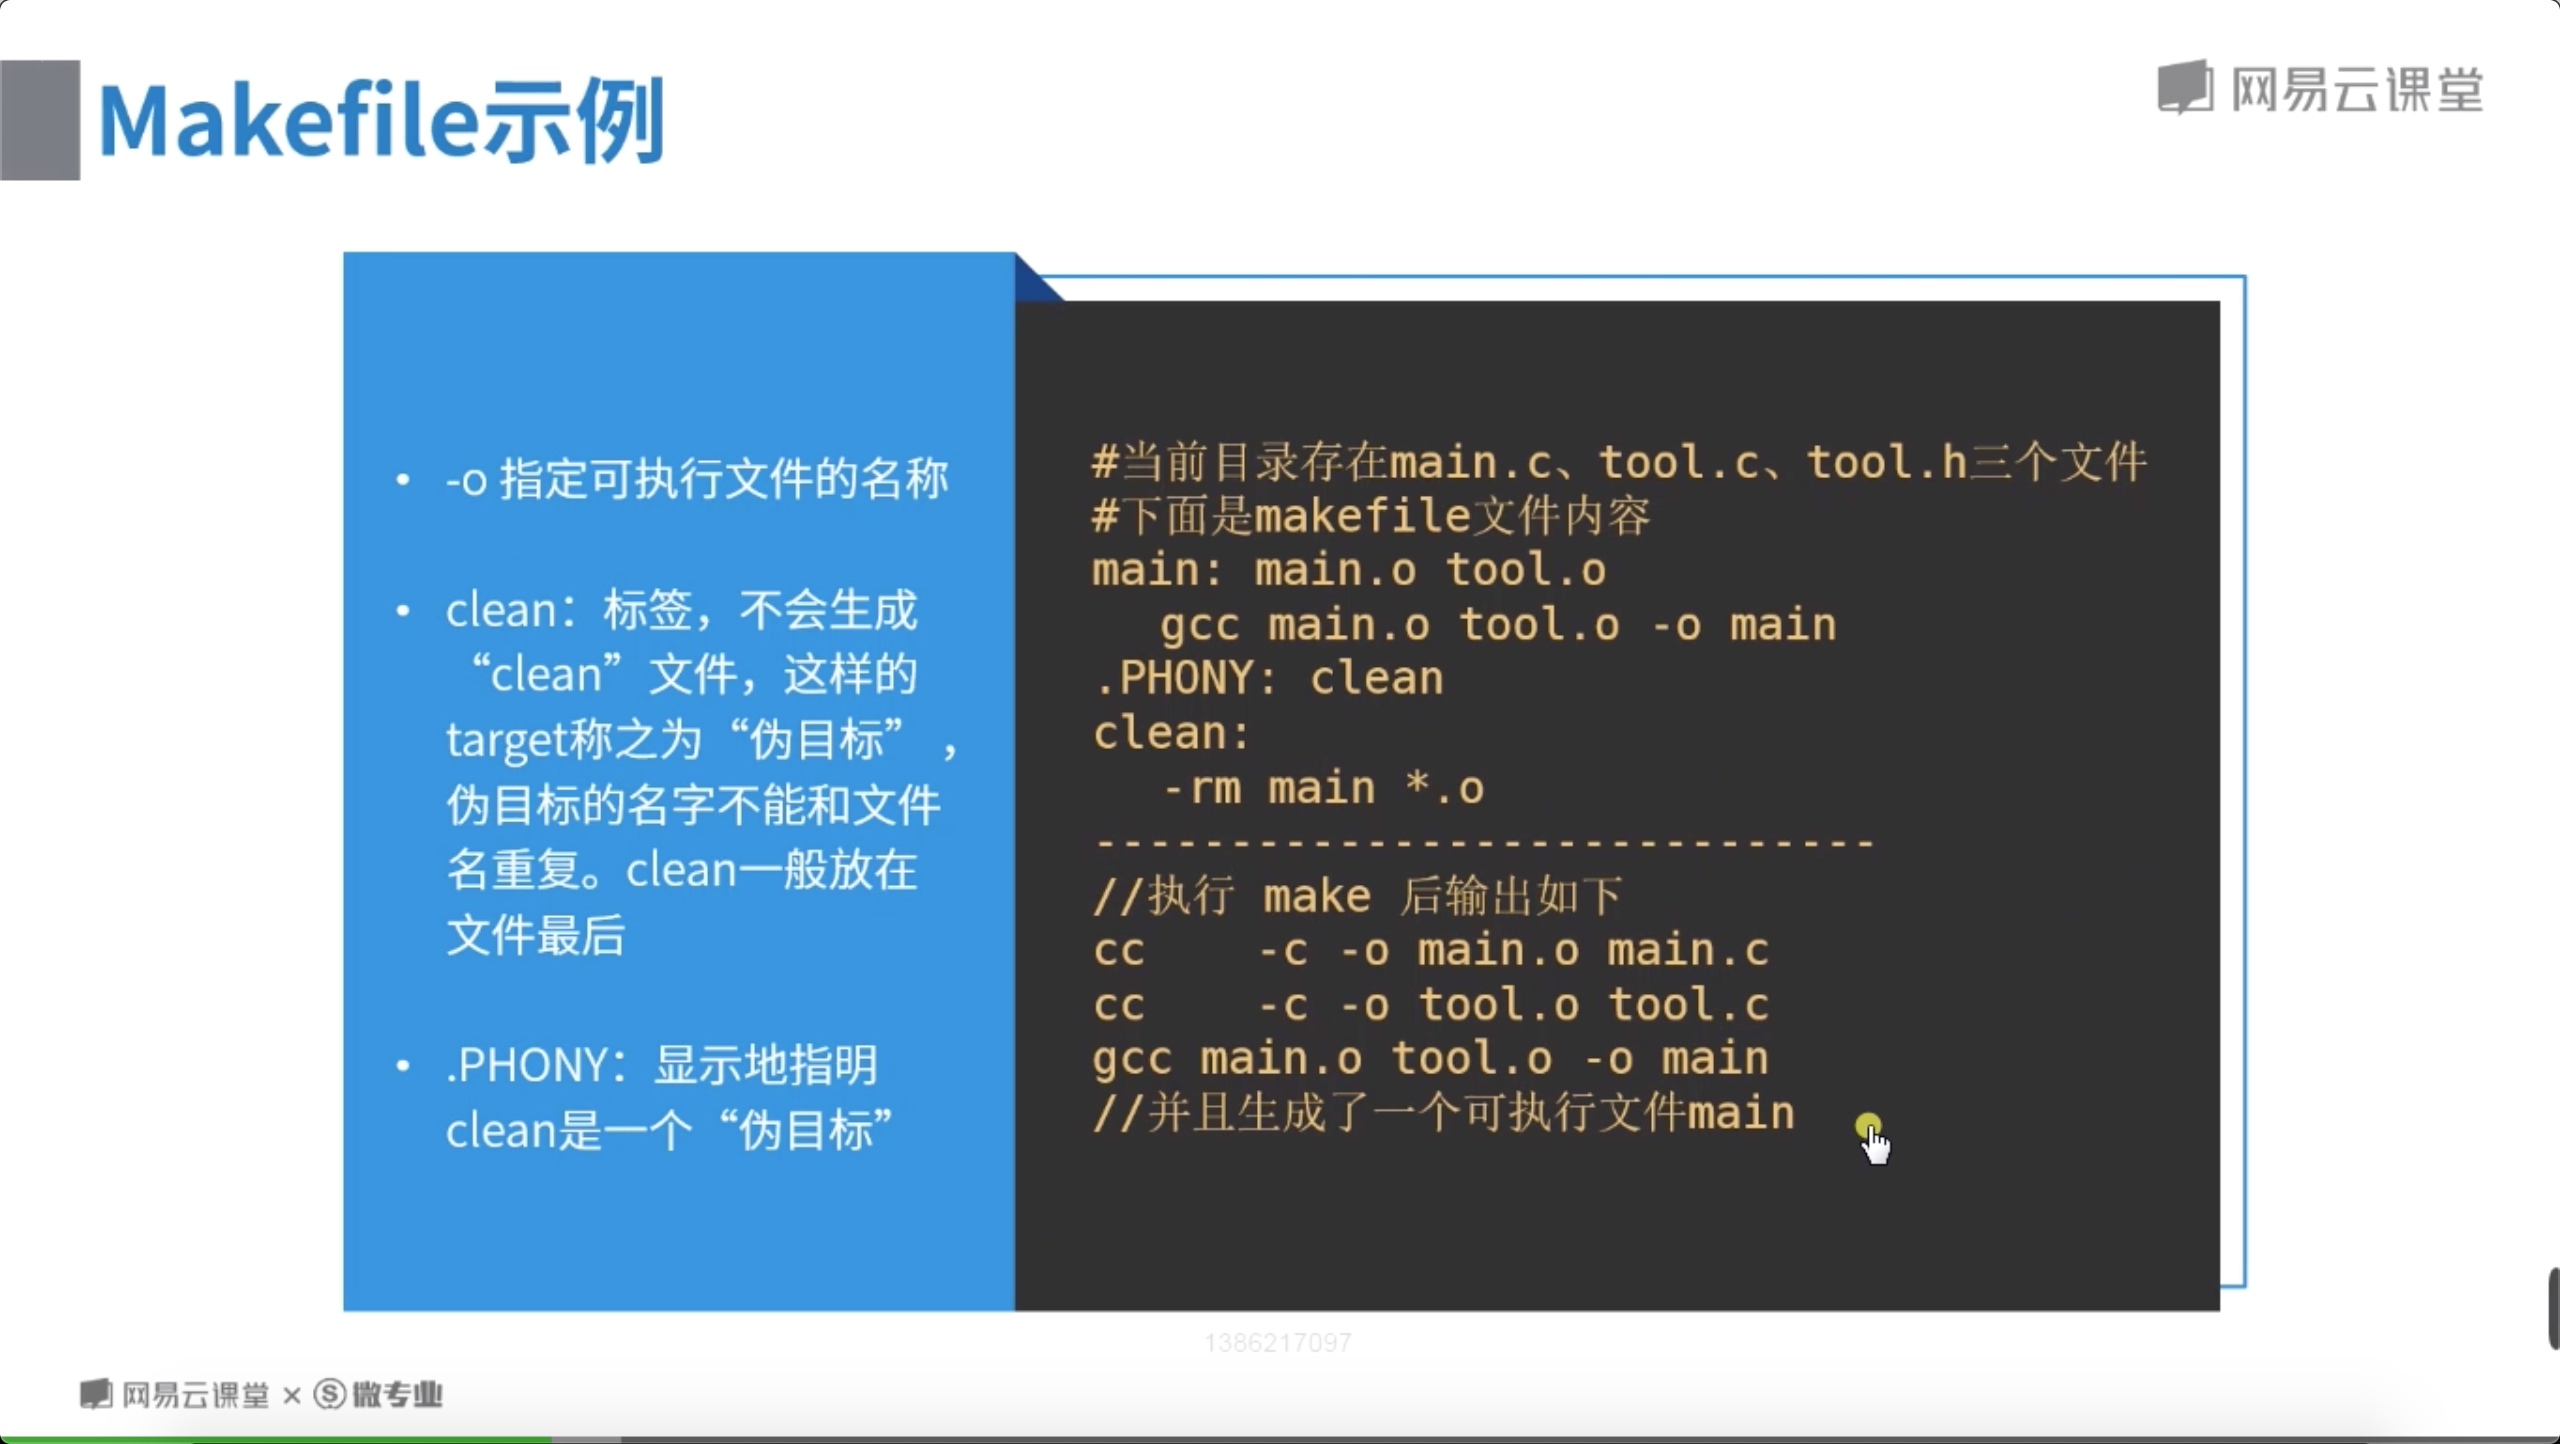 Makefile示例
网易云课堂
• -o 指定可执行文件的名称
• clean：标签，不会生成
“clean”文件，这样的
target称之为“伪目标”，
伪目标的名字不能和文件
名重复。clean一般放在
文件最后
• .PHONY：显示地指明
clean是一个“伪目标”
#当前目录存在main.c、tool.c、tool.h三个文件
#下面是makefile文件内容
main: main.o tool.o
gcc main.o tool.o -o main
.PHONY: clean
clean:
-rm main *.o
-----------------------------
//执行 make 后输出如下
cc    -c -o main.o main.c
cc    -c -o tool.o tool.c
gcc main.o tool.o -o main
//并且生成了一个可执行文件main
1386217097
网易云课堂 × Ⓢ微专业